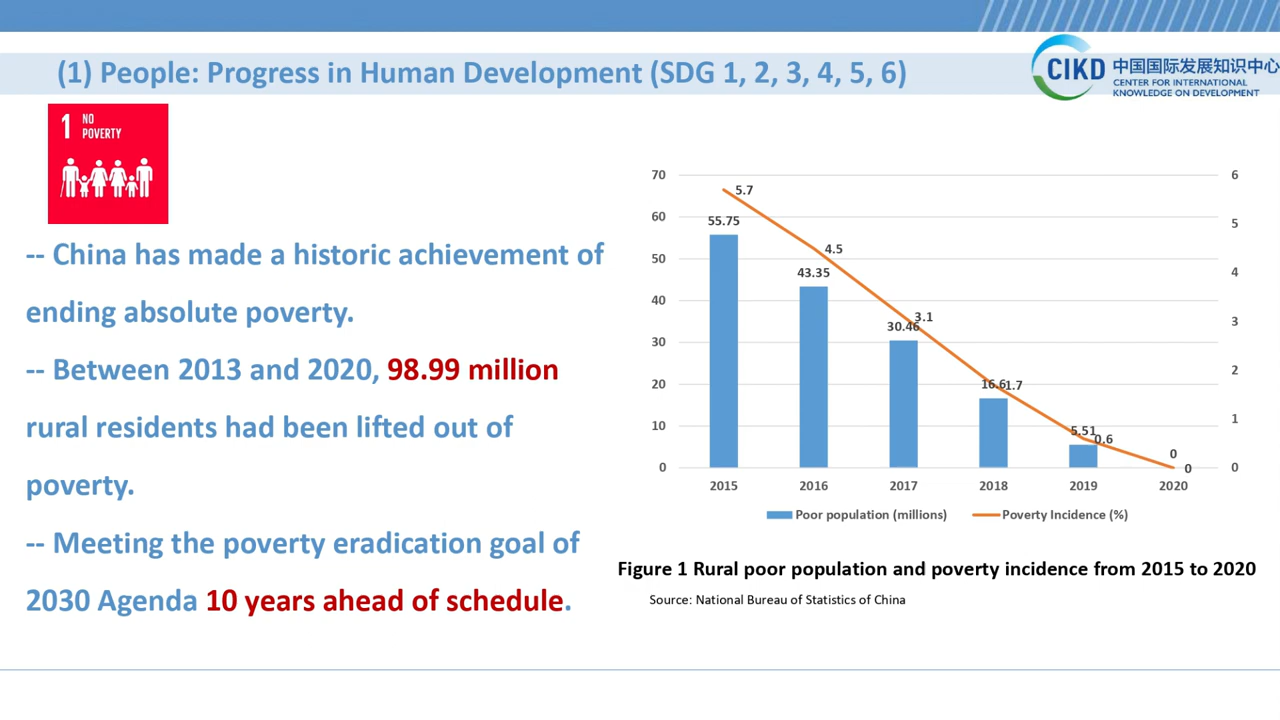 (1) People: Progress in Human Development (SDG 1, 2, 3, 4, 5, 6)
CIKD
中国国际发展知识中心
CENTER FOR INTERNATIONAL
KNOWLEDGE ON DEVELOPMENT
1 NO
POVERTY
-- China has made a historic achievement of
ending absolute poverty.
-- Between 2013 and 2020, 98.99 million
rural residents had been lifted out of
poverty.
-- Meeting the poverty eradication goal of
2030 Agenda 10 years ahead of schedule.
70
60
50
40
30
20
10
0
6
5
4
3
2
1
0
5.7
55.75
4.5
43.35
3.1
30.46
16.6
1.7
5.51
0.6
0
0
2015 2016 2017 2018 2019 2020
Poor population (millions) Poverty Incidence (%)
Figure 1 Rural poor population and poverty incidence from 2015 to 2020
Source: National Bureau of Statistics of China